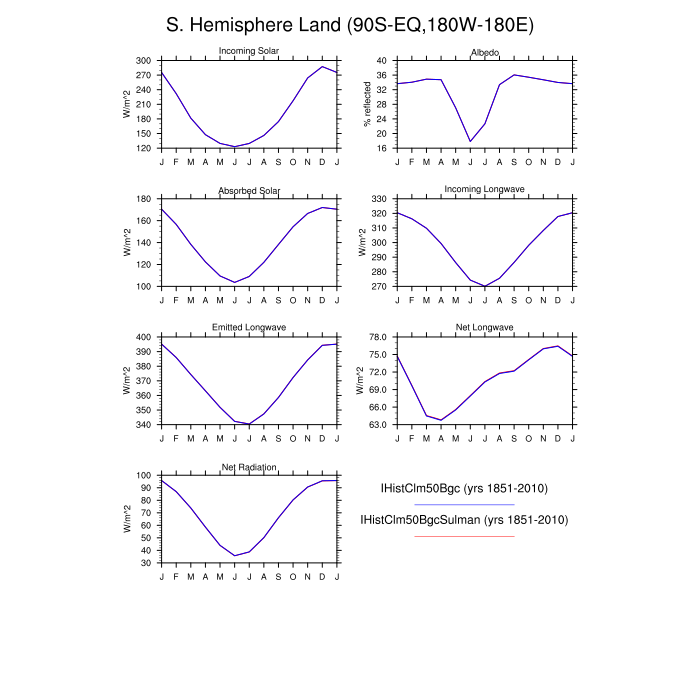 S. Hemisphere Land (90S-EQ,180W-180E)
Incoming Solar
W/m^2
300
270
240
210
180
150
120
J F M A M J J A S O N D J
Albedo
% reflected
40
36
32
28
24
20
16
J F M A M J J A S O N D J
Absorbed Solar
W/m^2
180
160
140
120
100
J F M A M J J A S O N D J
Incoming Longwave
W/m^2
330
320
310
300
290
280
270
J F M A M J J A S O N D J
Emitted Longwave
W/m^2
400
390
380
370
360
350
340
J F M A M J J A S O N D J
Net Longwave
W/m^2
78.0
75.0
72.0
69.0
66.0
63.0
J F M A M J J A S O N D J
Net Radiation
W/m^2
100
90
80
70
60
50
40
30
J F M A M J J A S O N D J
IHistClm50Bgc (yrs 1851-2010)
IHistClm50BgcSulman (yrs 1851-2010)